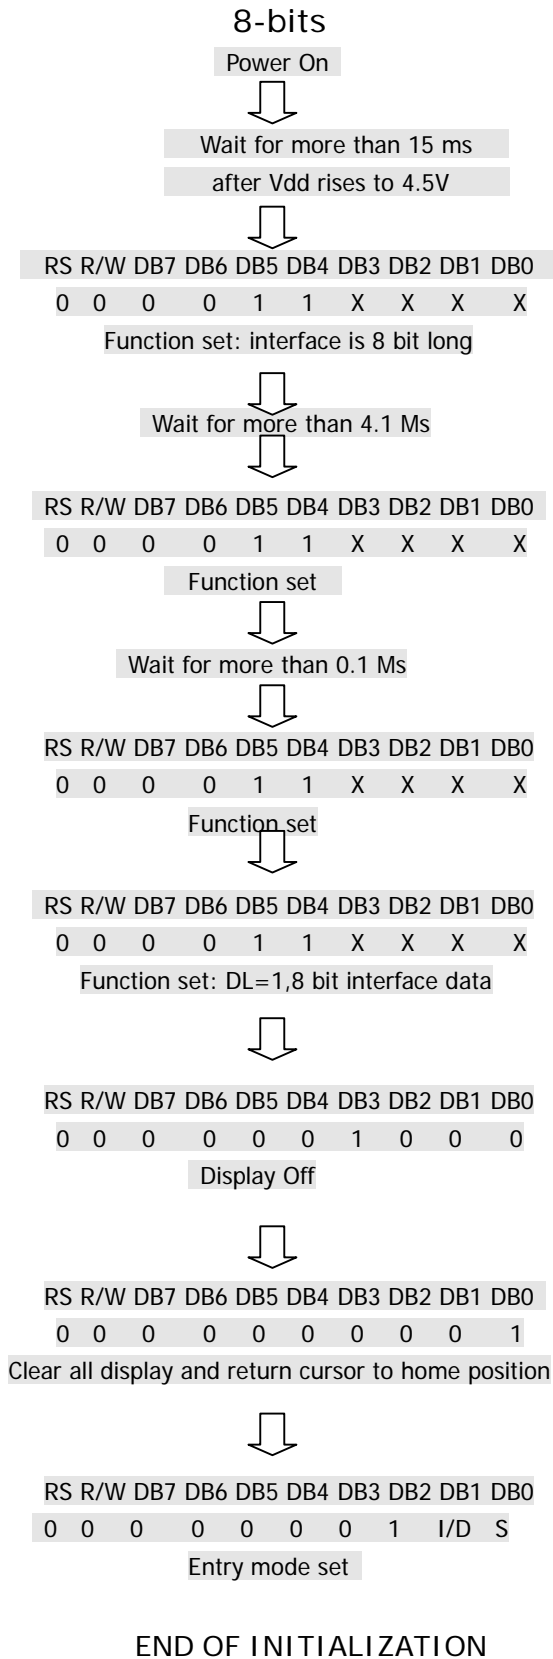 8-bits
Power On
Wait for more than 15 ms
after Vdd rises to 4.5V
RS R/W DB7 DB6 DB5 DB4 DB3 DB2 DB1 DB0
0 0 0 0 1 1 X X X X
Function set: interface is 8 bit long
Wait for more than 4.1 Ms
RS R/W DB7 DB6 DB5 DB4 DB3 DB2 DB1 DB0
0 0 0 0 1 1 X X X X
Function set
Wait for more than 0.1 Ms
RS R/W DB7 DB6 DB5 DB4 DB3 DB2 DB1 DB0
0 0 0 0 1 1 X X X X
Function set
RS R/W DB7 DB6 DB5 DB4 DB3 DB2 DB1 DB0
0 0 0 0 1 1 X X X X
Function set: DL=1,8 bit interface data
RS R/W DB7 DB6 DB5 DB4 DB3 DB2 DB1 DB0
0 0 0 0 0 0 1 0 0 0
Display Off
RS R/W DB7 DB6 DB5 DB4 DB3 DB2 DB1 DB0
0 0 0 0 0 0 0 0 0 1
Clear all display and return cursor to home position
RS R/W DB7 DB6 DB5 DB4 DB3 DB2 DB1 DB0
0 0 0 0 0 0 0 1 I/D S
Entry mode set
END OF INITIALIZATION